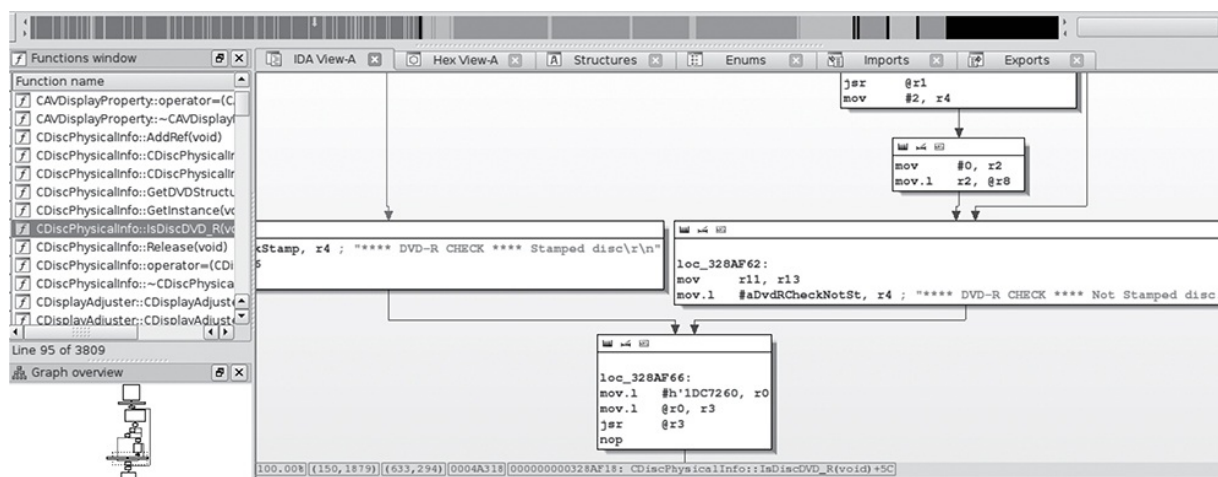 Functions window
IDA View-A
Hex View-A
Structures
Enums
Imports
Exports
Function name
CAVDisplayProperty::operator=(C
CAVDisplayProperty::~CAVDisplay
CDiscPhysicalInfo::AddRef(void)
CDiscPhysicalInfo::CDiscPhysicalI
CDiscPhysicalInfo::CDiscPhysicalI
CDiscPhysicalInfo::GetDVDStructu
CDiscPhysicalInfo::GetInstance(vo
CDiscPhysicalInfo::IsDiscDVD_R(vo
CDiscPhysicalInfo::Release(void)
CDiscPhysicalInfo::operator=(CDi
CDiscPhysicalInfo::~CDiscPhysica
CDisplayAdjuster::CDisplayAdjuste
CDisplayAdjuster::CDisplayAdjuste
Line 95 of 3809
Graph overview
jsr @r1
mov #2, r4
mov #0, r2
mov.l r2, @r8
kStamp, r4 ; "**** DVD-R CHECK **** Stamped disc\r\n"
loc_328AF62:
mov r11, r13
mov.l #aDvdRCheckNotSt, r4 ; "**** DVD-R CHECK **** Not Stamped disc
loc_328AF66:
mov.l #h'1DC7260, r0
mov.l @r0, r3
jsr @r3
nop
100.00% (150,1879) (633,294) 0004A318 000000000328AF18: CDiscPhysicalInfo::IsDiscDVD_R(void)+5C